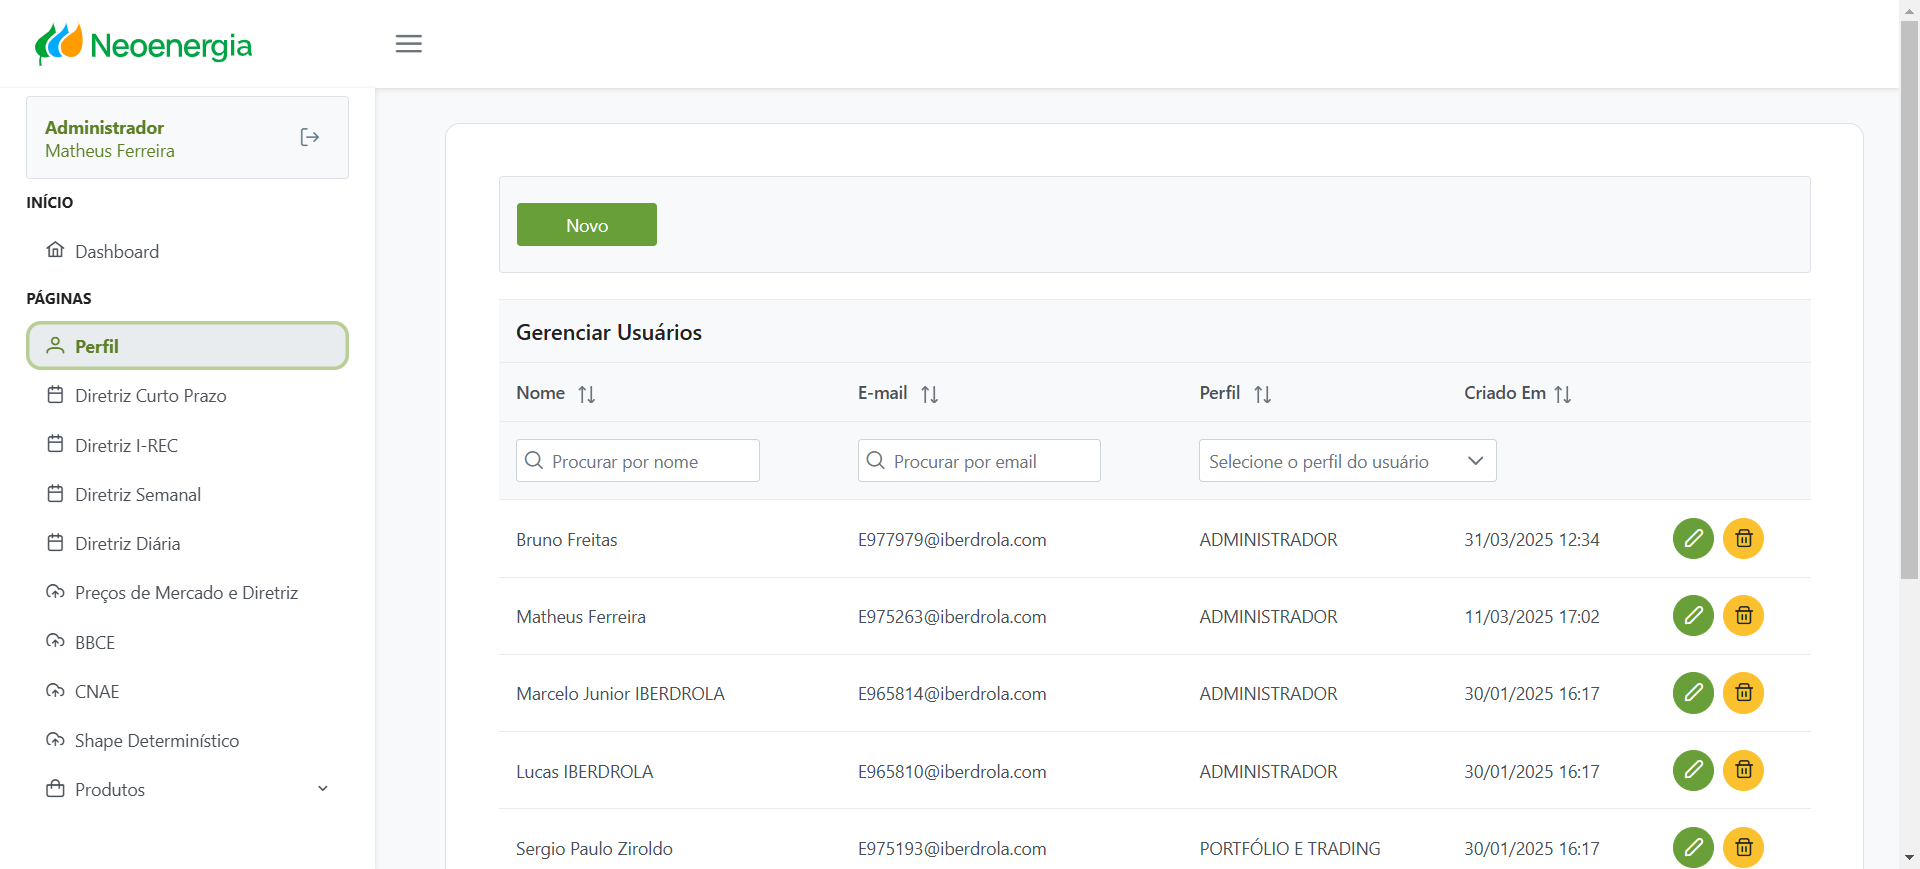 Neoenergia
Administrador
Matheus Ferreira
INÍCIO
Dashboard
PÁGINAS
Perfil
Diretriz Curto Prazo
Diretriz I-REC
Diretriz Semanal
Diretriz Diária
Preços de Mercado e Diretriz
BBCE
CNAE
Shape Determinístico
Produtos
Novo
Gerenciar Usuários
Nome E-mail Perfil Criado Em
Procurar por nome Procurar por email Selecione o perfil do usuário
Bruno Freitas E977979@iberdrola.com ADMINISTRADOR 31/03/2025 12:34
Matheus Ferreira E975263@iberdrola.com ADMINISTRADOR 11/03/2025 17:02
Marcelo Junior IBERDROLA E965814@iberdrola.com ADMINISTRADOR 30/01/2025 16:17
Lucas IBERDROLA E965810@iberdrola.com ADMINISTRADOR 30/01/2025 16:17
Sergio Paulo Ziroldo E975193@iberdrola.com PORTFÓLIO E TRADING 30/01/2025 16:17